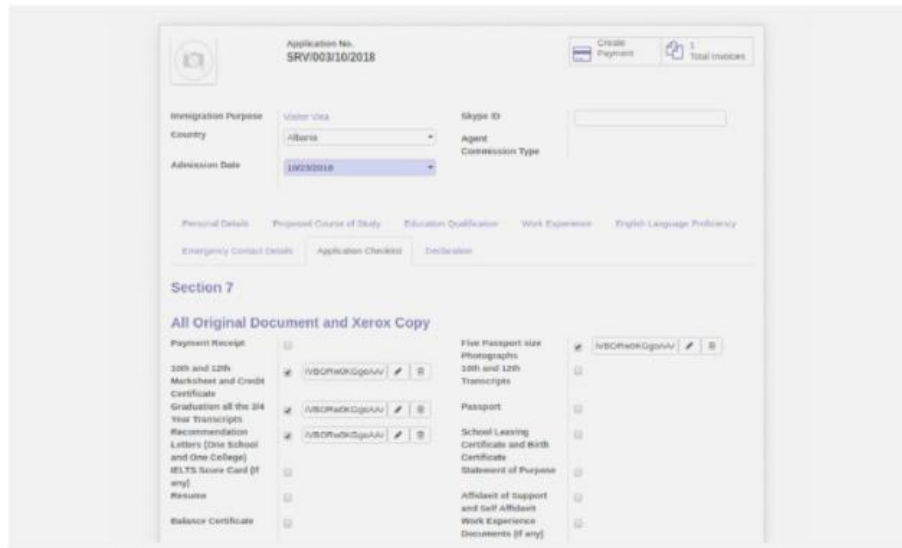 Application No.
SRV/003/10/2018
Create
Payment
1
Total Invoices
Immigration Purpose
Visitor Visa
Skype ID
Country
Albania
Agent
Commission Type
Admission Date
10/23/2018
Personal Details
Proposed Course of Study
Education Qualification
Work Experience
English Language Proficiency
Emergency Contact Details
Application Checklist
Declaration
Section 7
All Original Document and Xerox Copy
Payment Receipt
Five Passport size
Photographs
10th and 12th
Marksheet and Credit
Certificate
10th and 12th
Transcripts
Graduation all the 3/4
Year Transcripts
Passport
Recommendation
Letters (One School
and One College)
School Leaving
Certificate and Birth
Certificate
IELTS Score Card (if
any)
Statement of Purpose
Resume
Affidavit of Support
and Self Affidavit
Balance Certificate
Work Experience
Documents (if any)